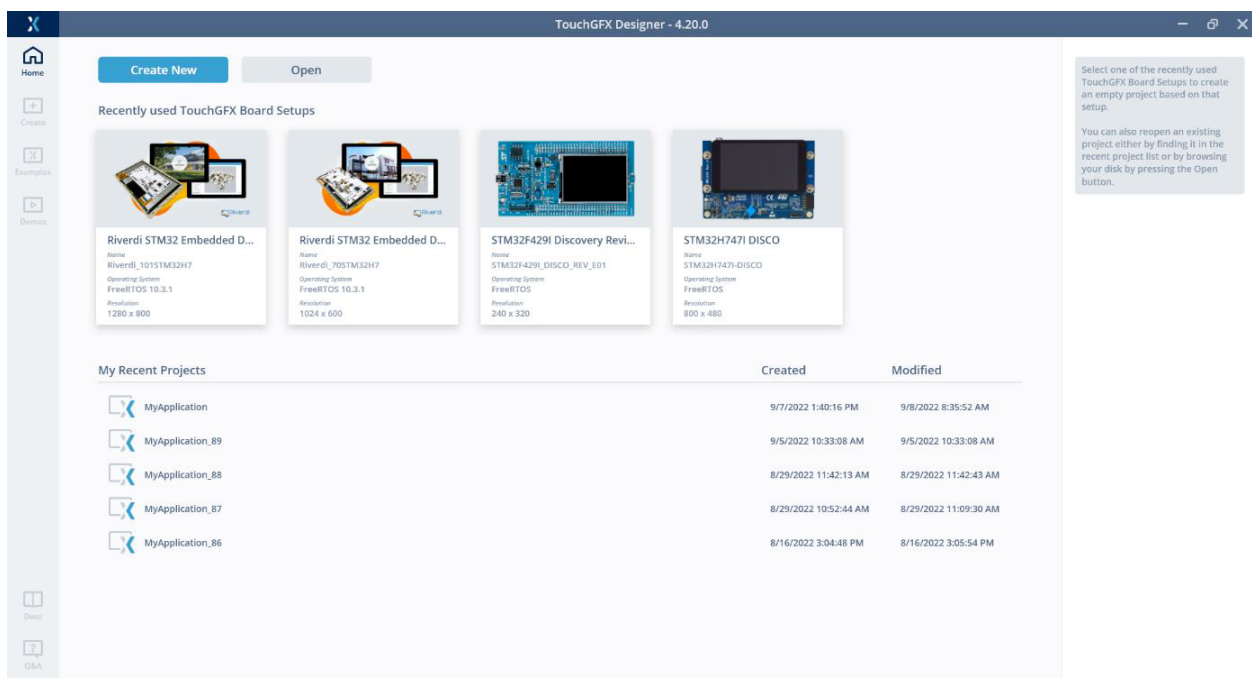 TouchGFX Designer - 4.20.0
Home
Create
Examples
Demos
Docs
Q&A
Create New
Open
Recently used TouchGFX Board Setups
Riverdi
Riverdi STM32 Embedded D...
Name
Riverdi_101STM32H7
Operating System
FreeRTOS 10.3.1
Resolution
1280 x 800
Riverdi
Riverdi STM32 Embedded D...
Name
Riverdi_70STM32H7
Operating System
FreeRTOS 10.3.1
Resolution
1024 x 600
STM32F429I Discovery Revi...
Name
STM32F429I_DISCO_REV_E01
Operating System
FreeRTOS
Resolution
240 x 320
STM32H747I DISCO
Name
STM32H747I-DISCO
Operating System
FreeRTOS
Resolution
800 x 480
My Recent Projects
Created
Modified
MyApplication
9/7/2022 1:40:16 PM
9/8/2022 8:35:52 AM
MyApplication_89
9/5/2022 10:33:08 AM
9/5/2022 10:33:08 AM
MyApplication_88
8/29/2022 11:42:13 AM
8/29/2022 11:42:43 AM
MyApplication_87
8/29/2022 10:52:44 AM
8/29/2022 11:09:30 AM
MyApplication_86
8/16/2022 3:04:48 PM
8/16/2022 3:05:54 PM
Select one of the recently used
TouchGFX Board Setups to create
an empty project based on that
setup.
You can also reopen an existing
project either by finding it in the
recent project list or by browsing
your disk by pressing the Open
button.